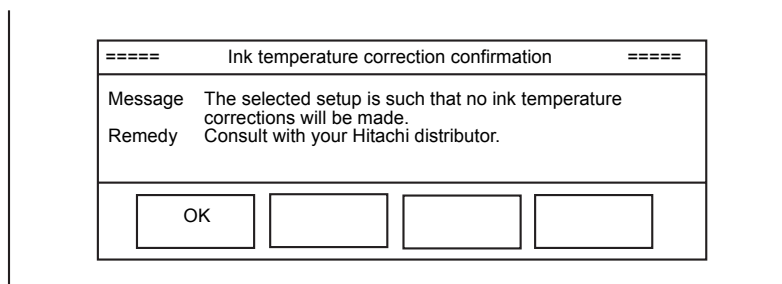 ===== Ink temperature correction confirmation =====
Message The selected setup is such that no ink temperature
corrections will be made.
Remedy Consult with your Hitachi distributor.
OK